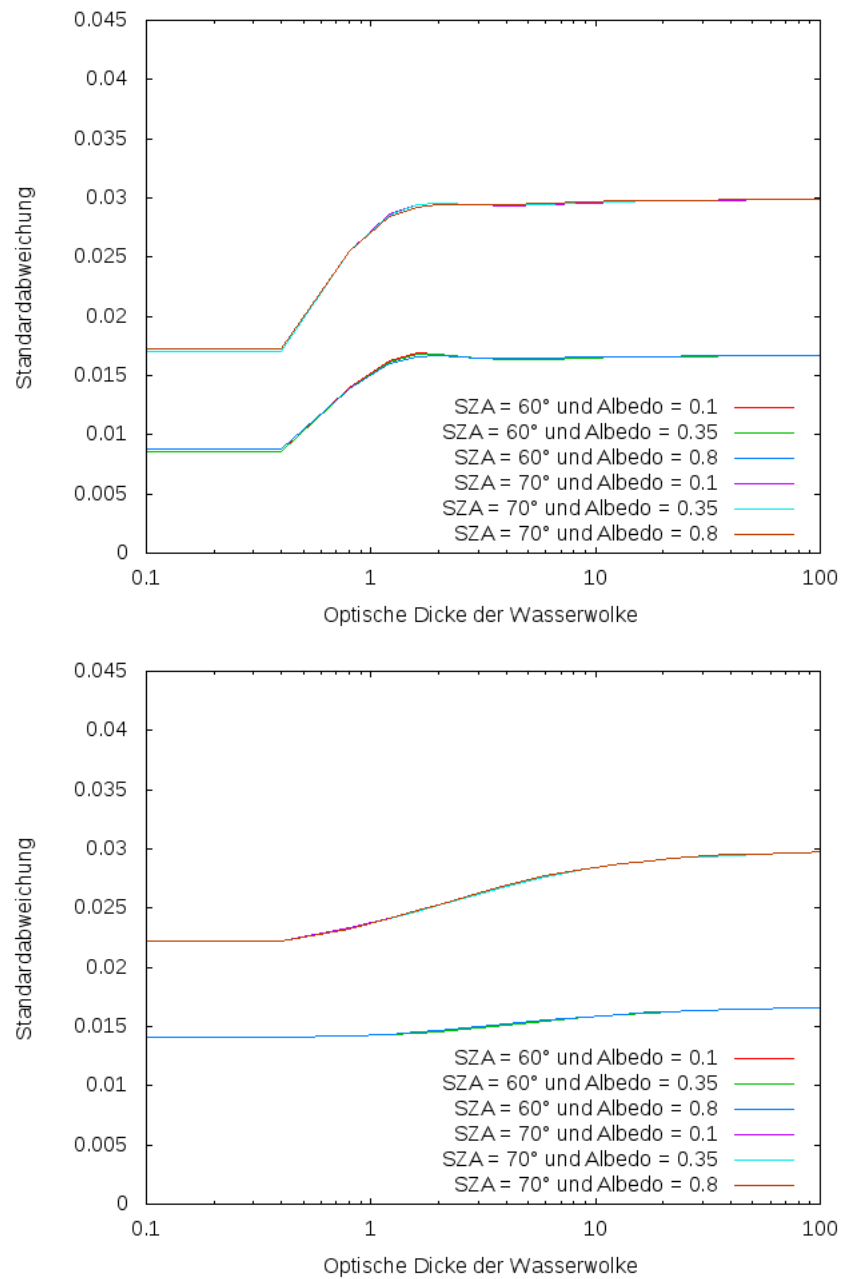 0.045
0.04
0.035
0.03
0.025
0.02
0.015
0.01
0.005
0
Standardabweichung
SZA = 60° und Albedo = 0.1
SZA = 60° und Albedo = 0.35
SZA = 60° und Albedo = 0.8
SZA = 70° und Albedo = 0.1
SZA = 70° und Albedo = 0.35
SZA = 70° und Albedo = 0.8
0.1 1 10 100
Optische Dicke der Wasserwolke
0.045
0.04
0.035
0.03
0.025
0.02
0.015
0.01
0.005
0
Standardabweichung
SZA = 60° und Albedo = 0.1
SZA = 60° und Albedo = 0.35
SZA = 60° und Albedo = 0.8
SZA = 70° und Albedo = 0.1
SZA = 70° und Albedo = 0.35
SZA = 70° und Albedo = 0.8
0.1 1 10 100
Optische Dicke der Wasserwolke